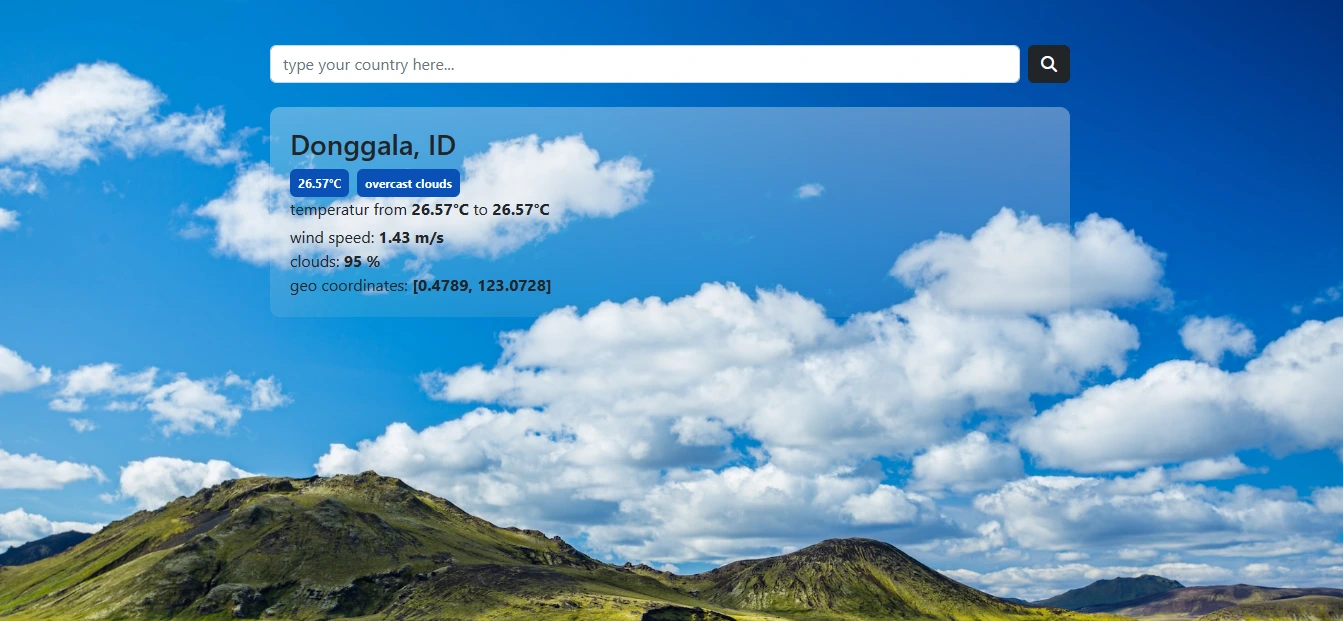 type your country here...
Donggala, ID
26.57°C overcast clouds
temperatur from 26.57°C to 26.57°C
wind speed: 1.43 m/s
clouds: 95 %
geo coordinates: [0.4789, 123.0728]